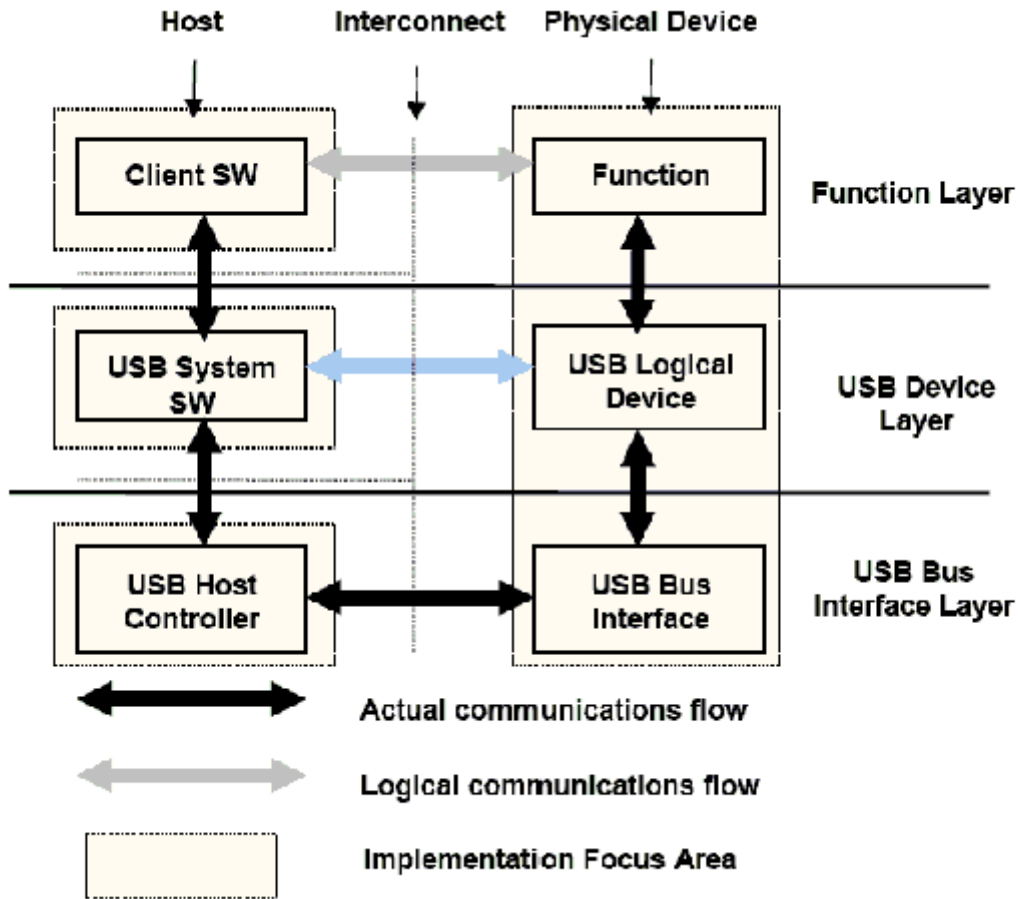 Host
Interconnect
Physical Device
Client SW
Function
Function Layer
USB System
SW
USB Logical
Device
USB Device
Layer
USB Host
Controller
USB Bus
Interface
USB Bus
Interface Layer
Actual communications flow
Logical communications flow
Implementation Focus Area